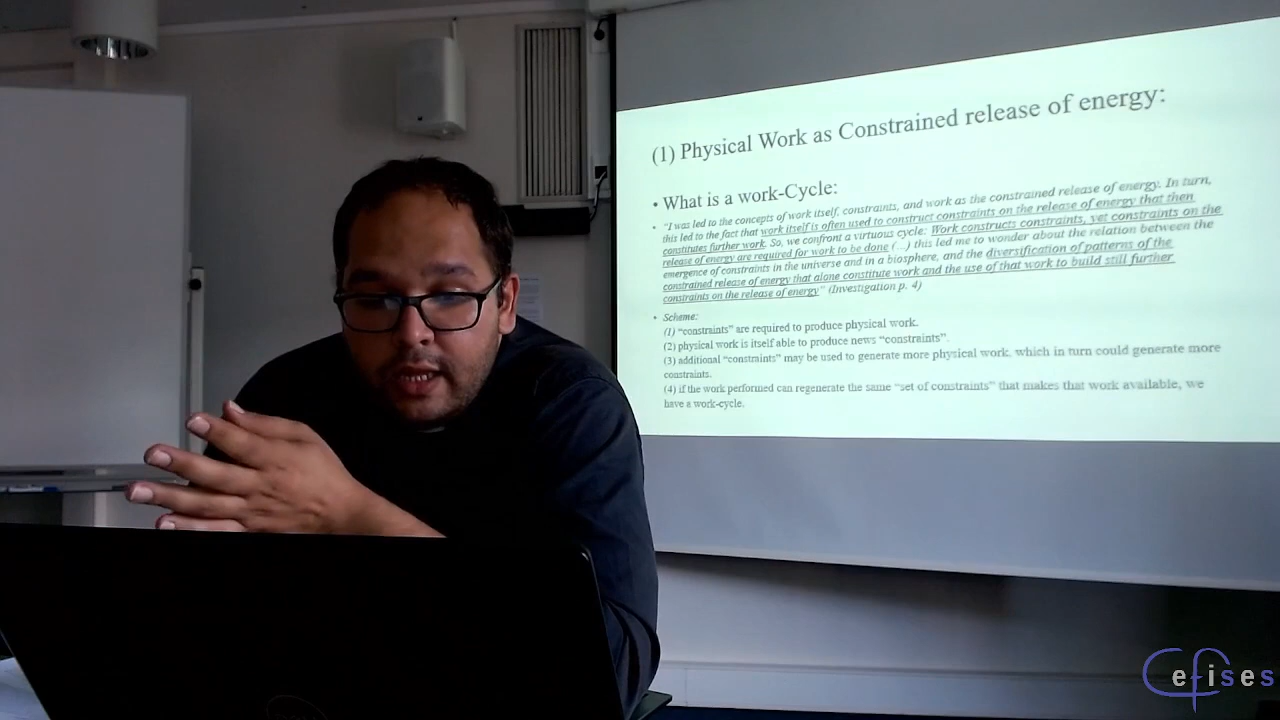 (1) Physical Work as Constrained release of energy:
• What is a work-Cycle:
• "I was led to the concepts of work itself, constraints, and work as the constrained release of energy. In turn,
this led to the fact that work itself is often used to construct constraints on the release of energy that then
constitutes further work. So, we confront a virtuous cycle: Work constructs constraints, yet constraints on the
release of energy are required for work to be done (...) this led me to wonder about the relation between the
emergence of constraints in the universe and in a biosphere, and the diversification of patterns of the
constrained release of energy that alone constitute work and the use of that work to build still further
constraints on the release of energy" (Investigation p. 4)
• Scheme:
(1) "constraints" are required to produce physical work.
(2) physical work is itself able to produce news "constraints".
(3) additional "constraints" may be used to generate more physical work, which in turn could generate more
constraints.
(4) if the work performed can regenerate the same "set of constraints" that makes that work available, we
have a work-cycle.
Cefises